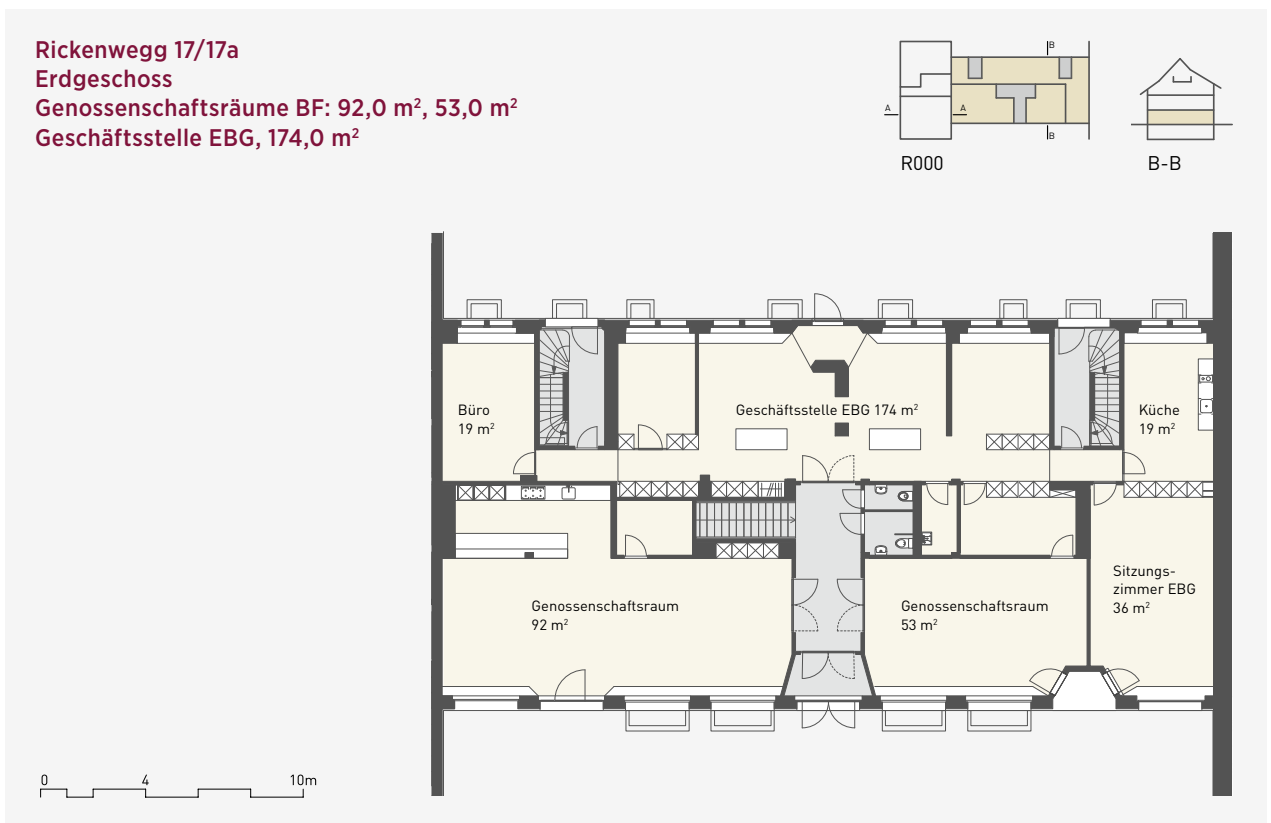 Rickenwegg 17/17a
Erdgeschoss
Genossenschaftsräume BF: 92,0 m², 53,0 m²
Geschäftsstelle EBG, 174,0 m²
B
A
A
B
R000
B-B
Büro
19 m²
Geschäftsstelle EBG 174 m²
Küche
19 m²
Genossenschaftsraum
92 m²
Genossenschaftsraum
53 m²
Sitzungs-
zimmer EBG
36 m²
0 4 10m